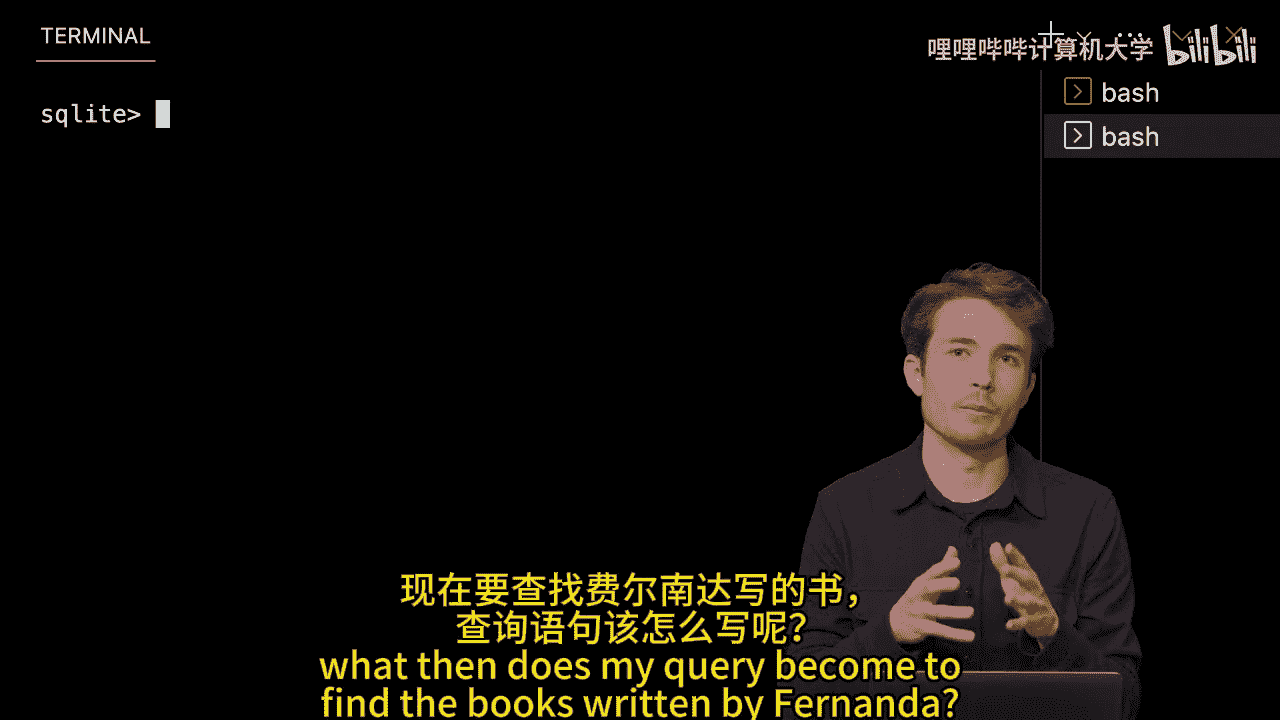 TERMINAL
哔哩哔哩计算机大学 bilibili
bash
sqlite>
bash
现在要查找费尔南达写的书，
查询语句该怎么写呢？
what then does my query become to
find the books written by Fernanda?